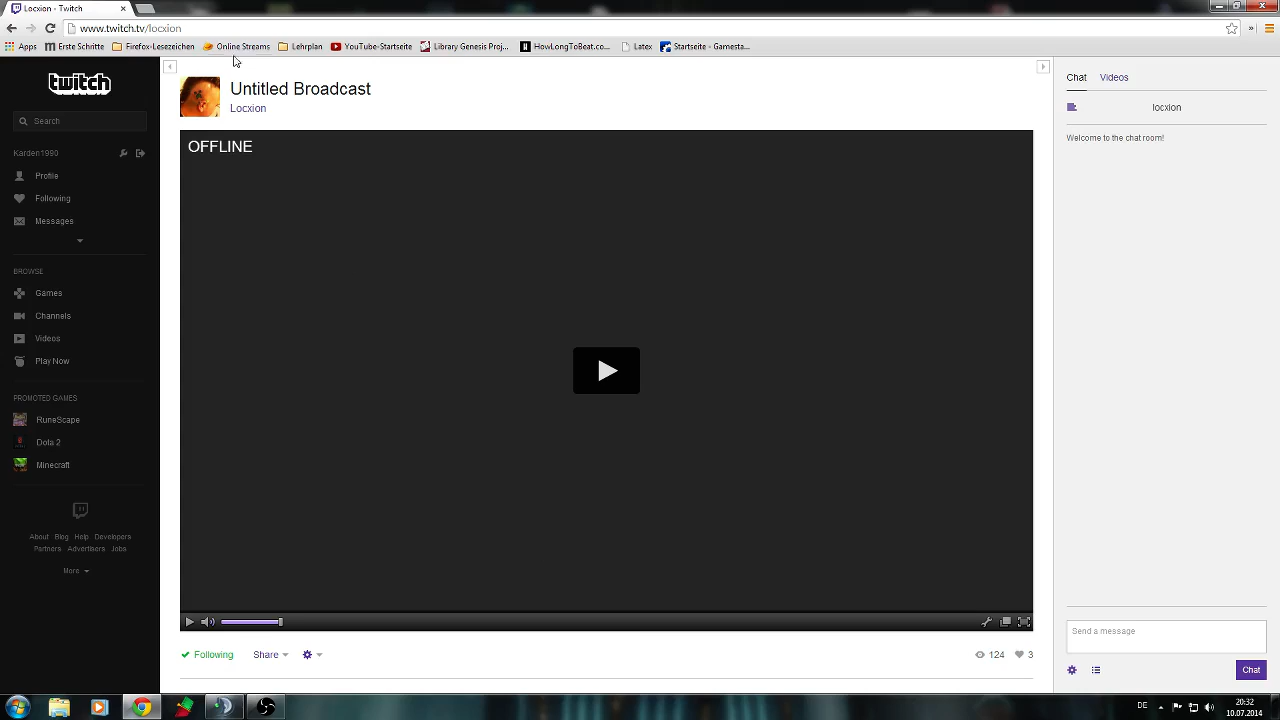 Locxion - Twitch
www.twitch.tv/locxion
Apps Erste Schritte Firefox-Lesezeichen Online Streams Lehrplan YouTube-Startseite Library Genesis Proj... HowLongToBeat.co... Latex Startseite - Gamesta... »
twitch
Search
Karden1990
Profile
Following
Messages
BROWSE
Games
Channels
Videos
Play Now
PROMOTED GAMES
RuneScape
Dota 2
Minecraft
About Blog Help Developers
Partners Advertisers Jobs
More
Untitled Broadcast
Locxion
OFFLINE
Following Share 124 3
Chat Videos
locxion
Welcome to the chat room!
Send a message
Chat
DE 20:32
10.07.2014